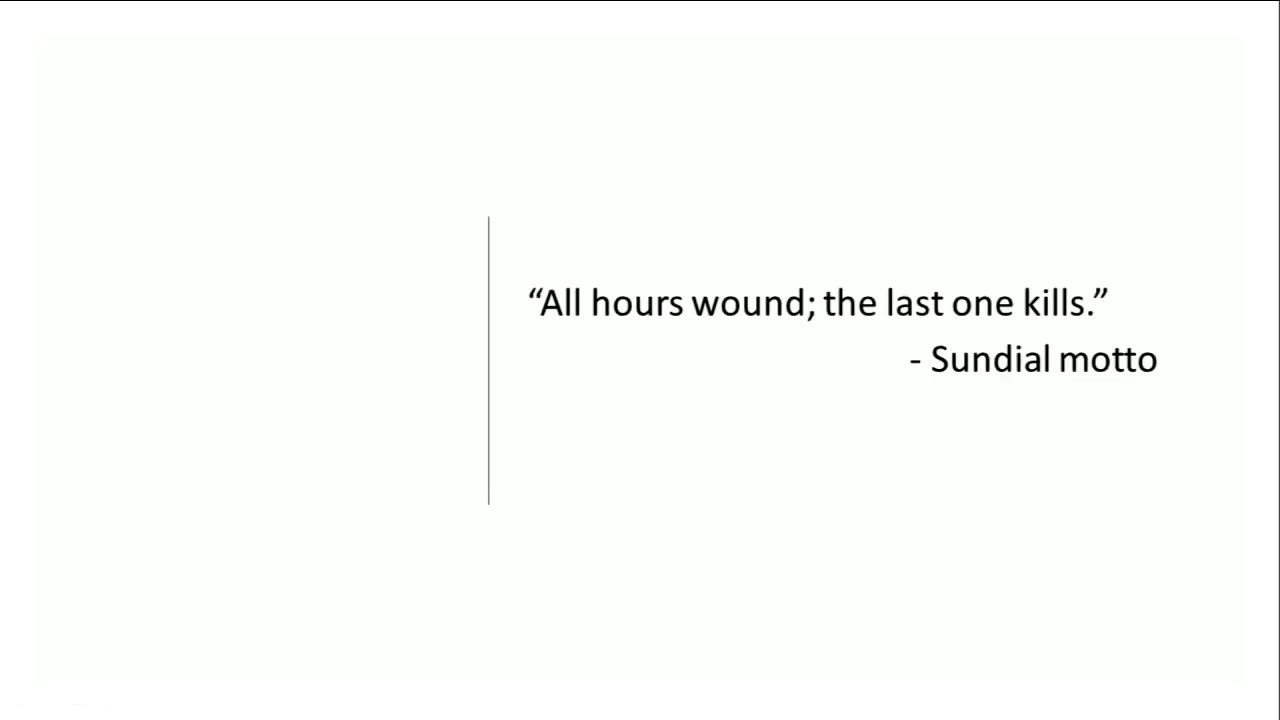 “All hours wound; the last one kills.”
- Sundial motto